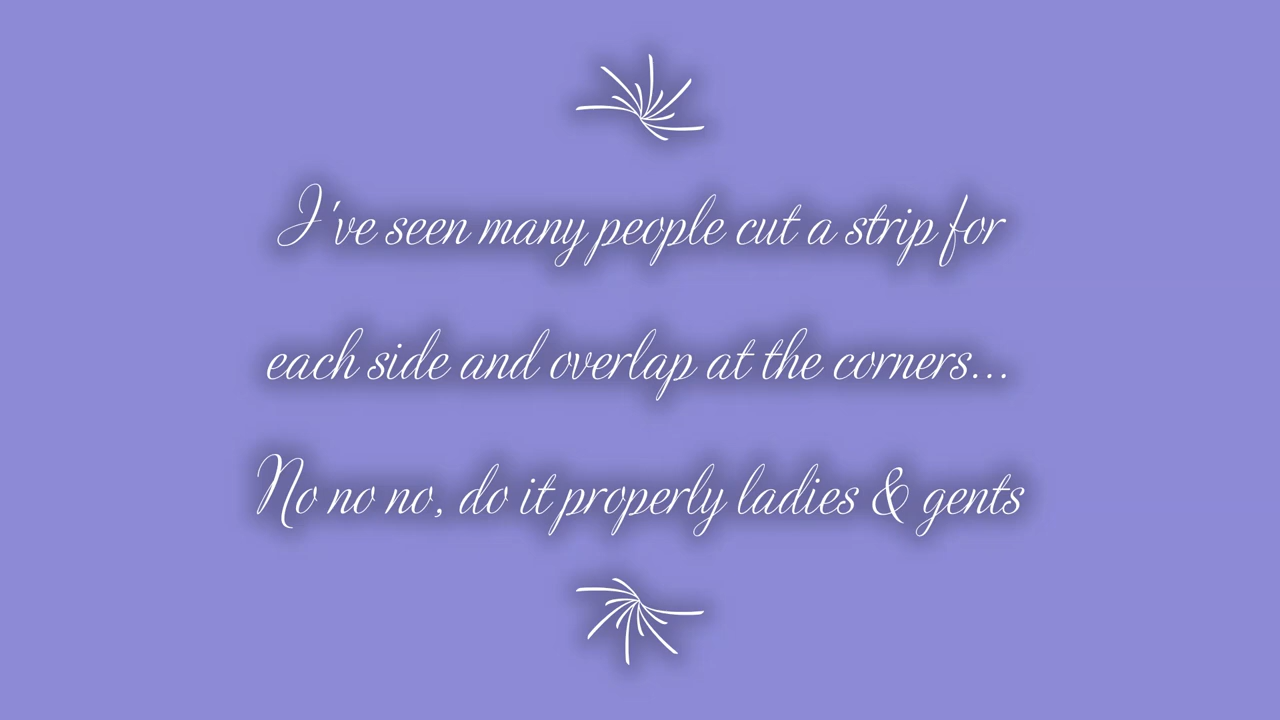 I've seen many people cut a strip for
each side and overlap at the corners...
No no no, do it properly ladies & gents